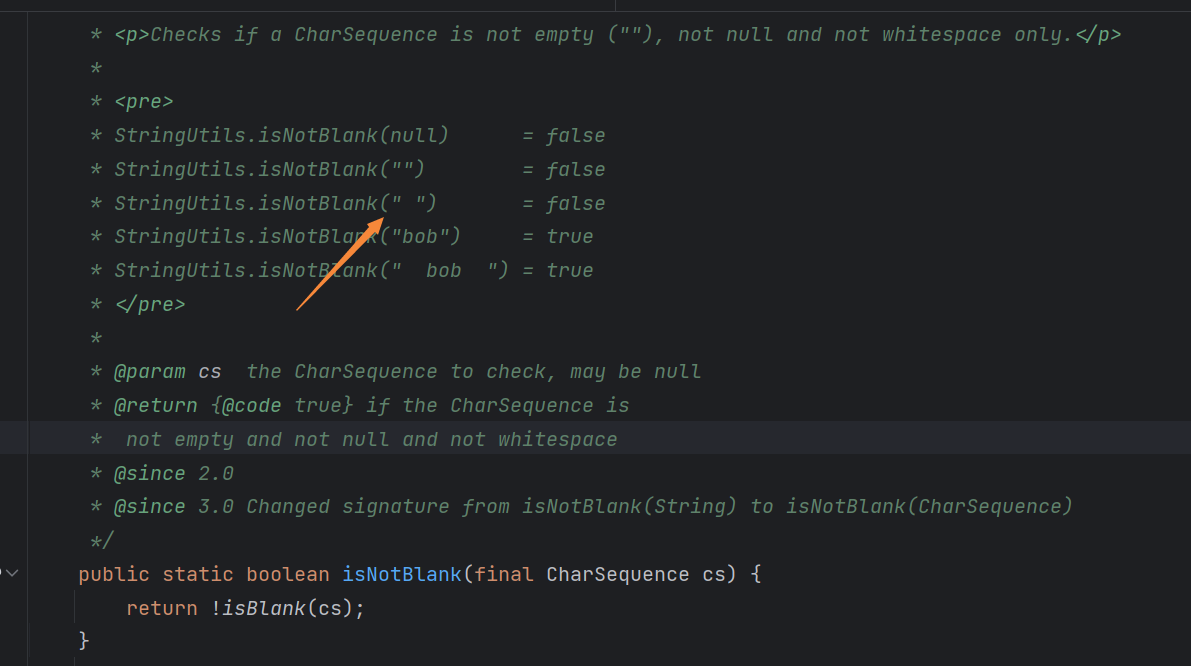 * <p>Checks if a CharSequence is not empty (""), not null and not whitespace only.</p>
*
* <pre>
* StringUtils.isNotBlank(null)      = false
* StringUtils.isNotBlank("")        = false
* StringUtils.isNotBlank(" ")       = false
* StringUtils.isNotBlank("bob")     = true
* StringUtils.isNotBlank("  bob  ") = true
* </pre>
*
* @param cs  the CharSequence to check, may be null
* @return {@code true} if the CharSequence is
*  not empty and not null and not whitespace
* @since 2.0
* @since 3.0 Changed signature from isNotBlank(String) to isNotBlank(CharSequence)
*/
public static boolean isNotBlank(final CharSequence cs) {
    return !isBlank(cs);
}